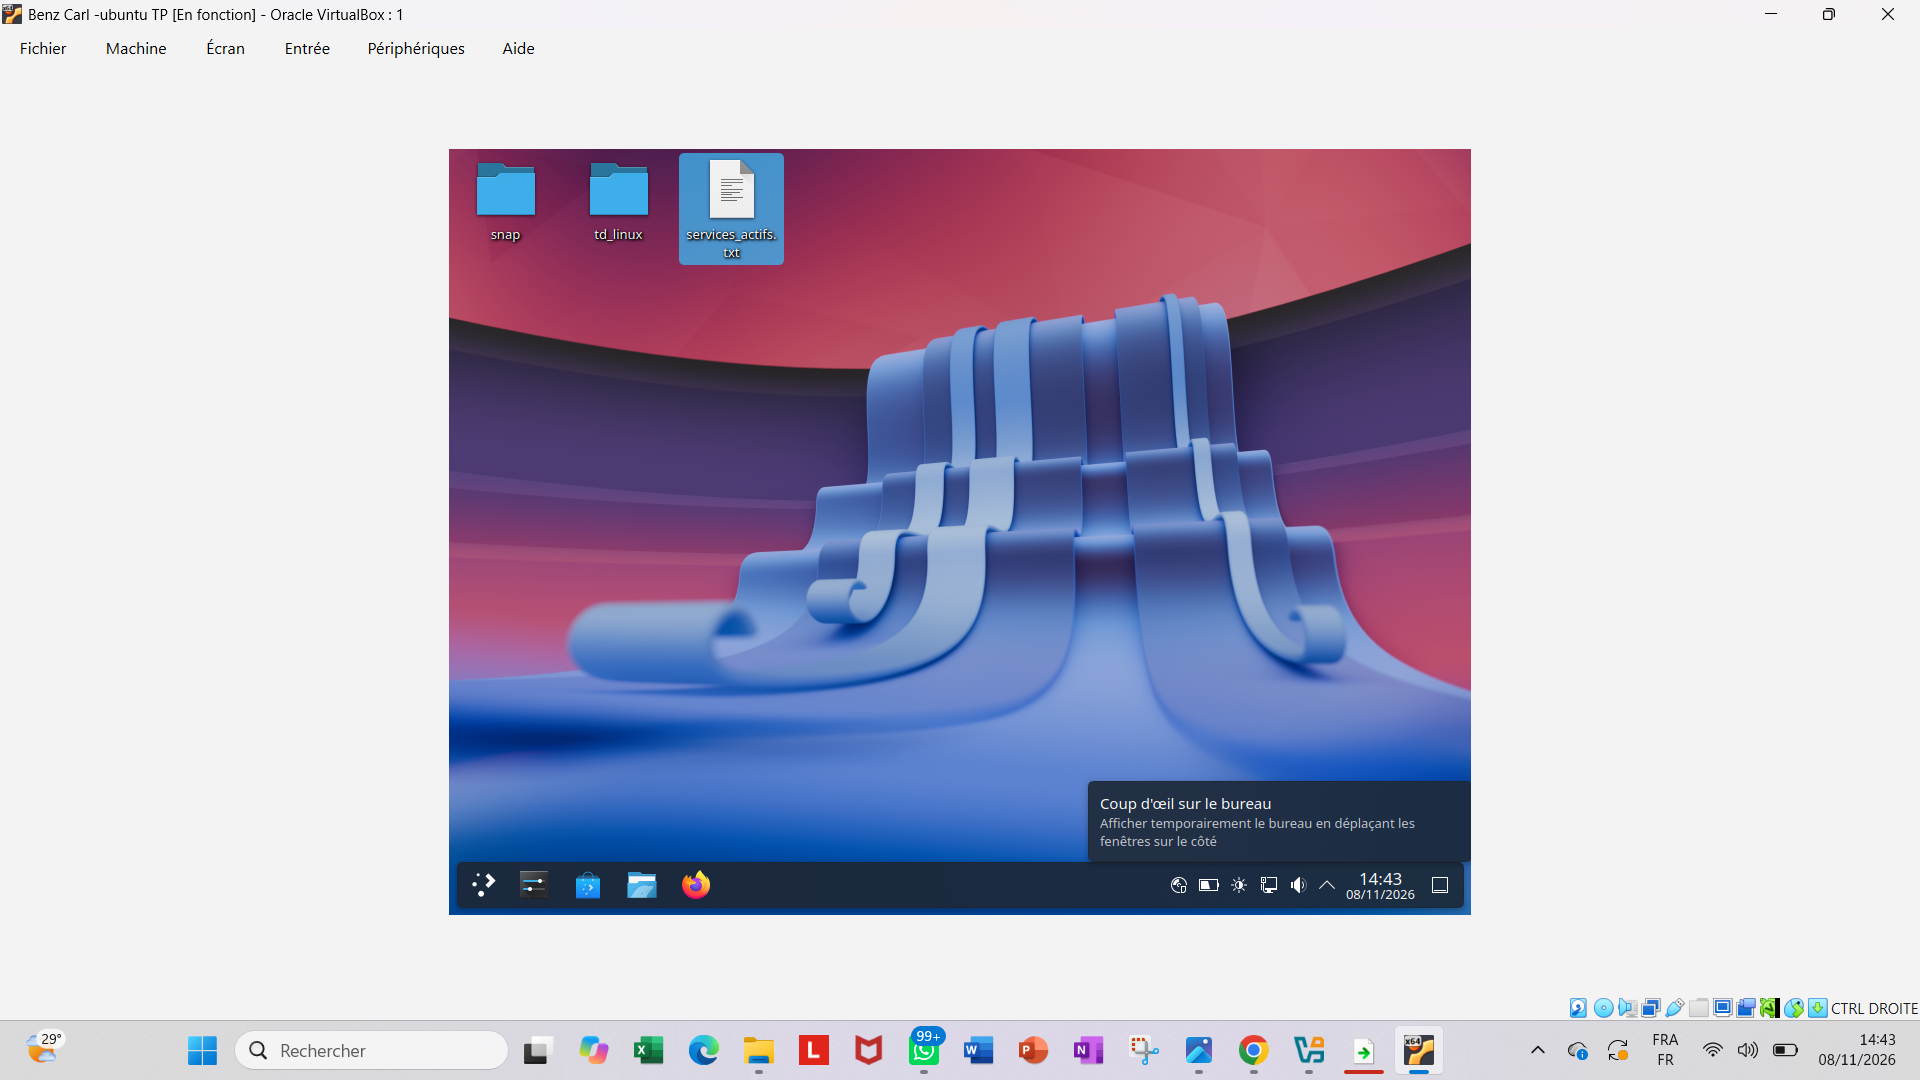 Benz Carl -ubuntu TP [En fonction] - Oracle VirtualBox : 1
Fichier Machine Écran Entrée Périphériques Aide
snap
td_linux
services_actifs.
txt
Coup d'œil sur le bureau
Afficher temporairement le bureau en déplaçant les
fenêtres sur le côté
14:43
08/11/2026
CTRL DROITE
29°
Rechercher
99+
FRA
FR
14:43
08/11/2026